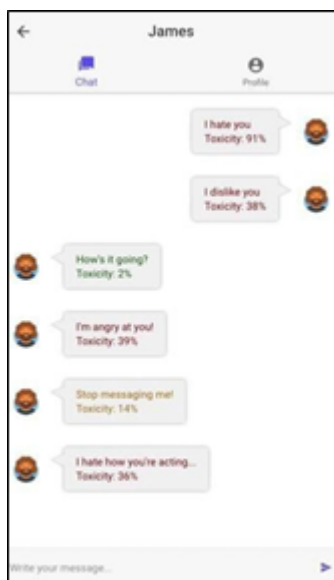 James
Chat
Profile
I hate you
Toxicity: 91%
I dislike you
Toxicity: 38%
How's it going?
Toxicity: 2%
I'm angry at you!
Toxicity: 39%
Stop messaging me!
Toxicity: 14%
I hate how you're acting...
Toxicity: 36%
Write your message...